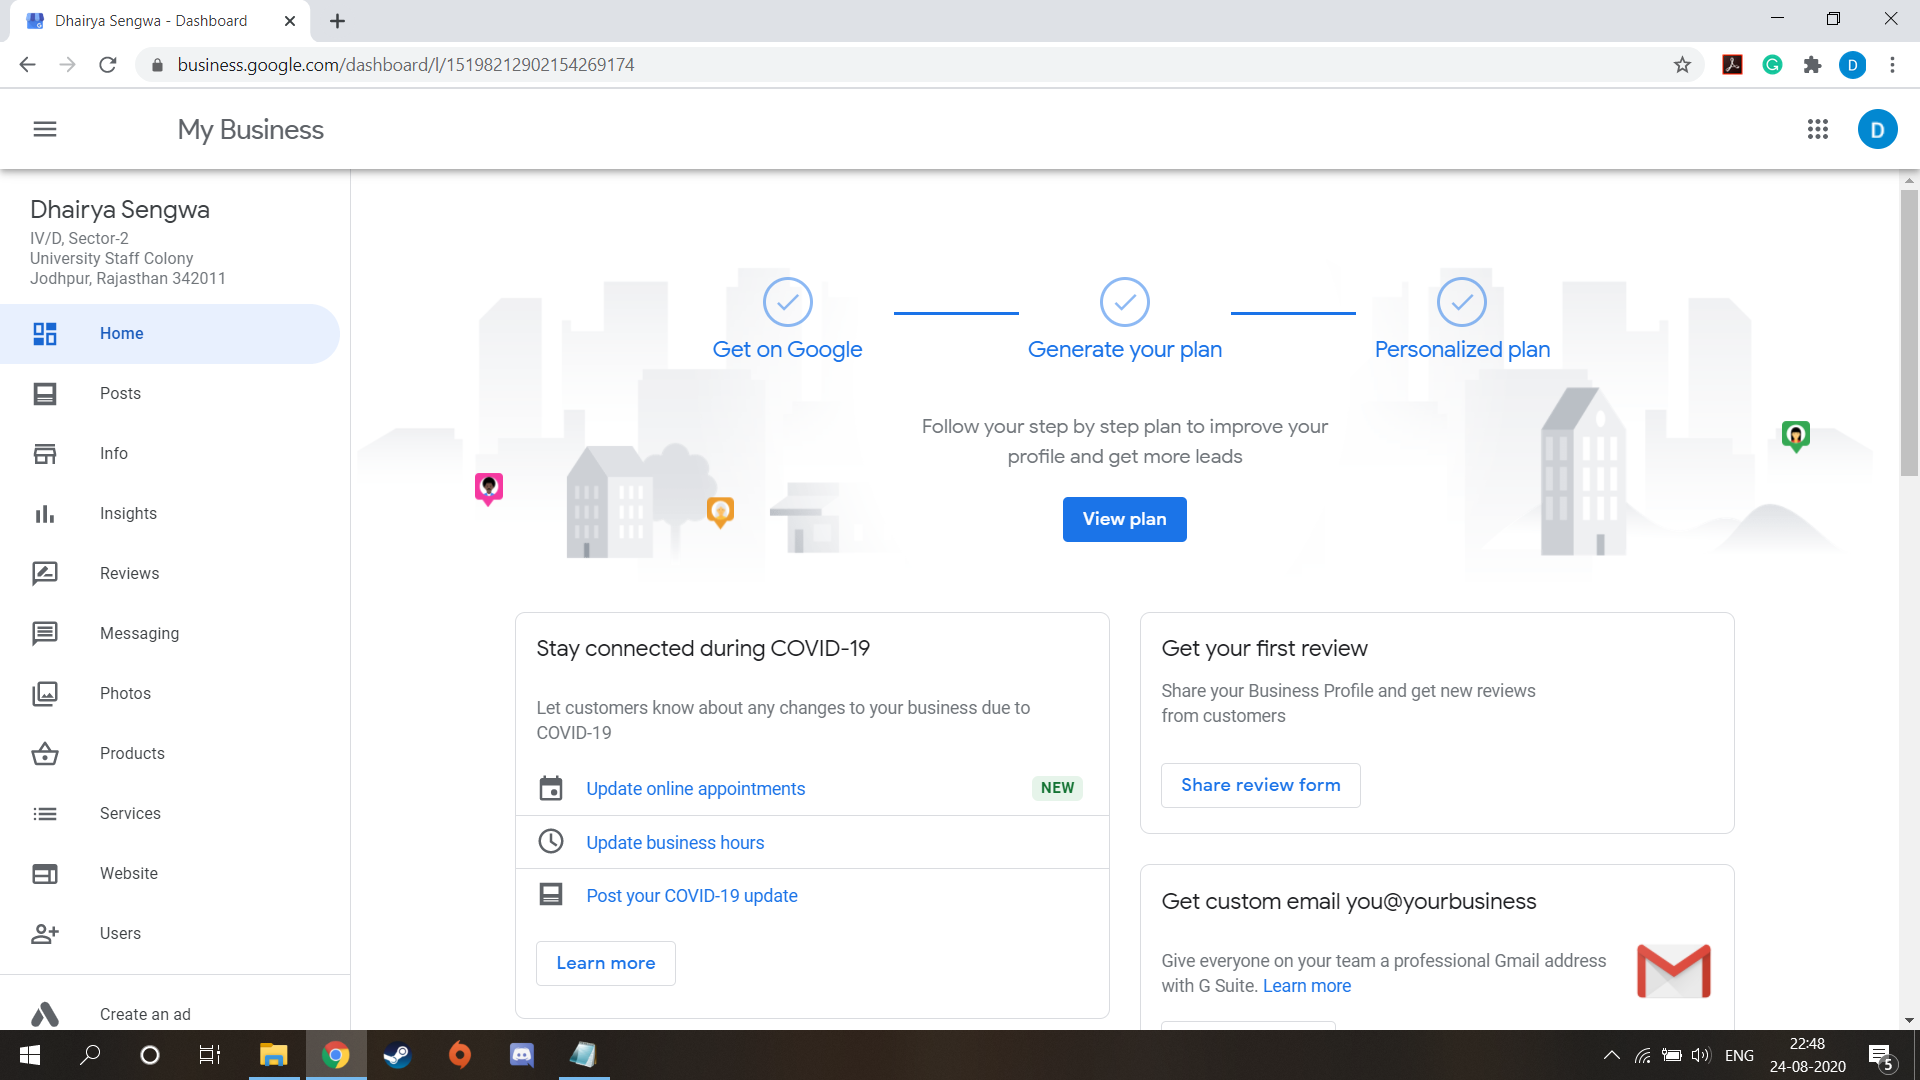 Dhairya Sengwa - Dashboard
business.google.com/dashboard/l/15198212902154269174
D
My Business
D
Dhairya Sengwa
IV/D, Sector-2
University Staff Colony
Jodhpur, Rajasthan 342011
Home
Posts
Info
Insights
Reviews
Messaging
Photos
Products
Services
Website
Users
Create an ad
Get on Google
Generate your plan
Personalized plan
Follow your step by step plan to improve your
profile and get more leads
View plan
Stay connected during COVID-19
Let customers know about any changes to your business due to
COVID-19
Update online appointments NEW
Update business hours
Post your COVID-19 update
Learn more
Get your first review
Share your Business Profile and get new reviews
from customers
Share review form
Get custom email you@yourbusiness
Give everyone on your team a professional Gmail address
with G Suite. Learn more
ENG
22:48
24-08-2020
5